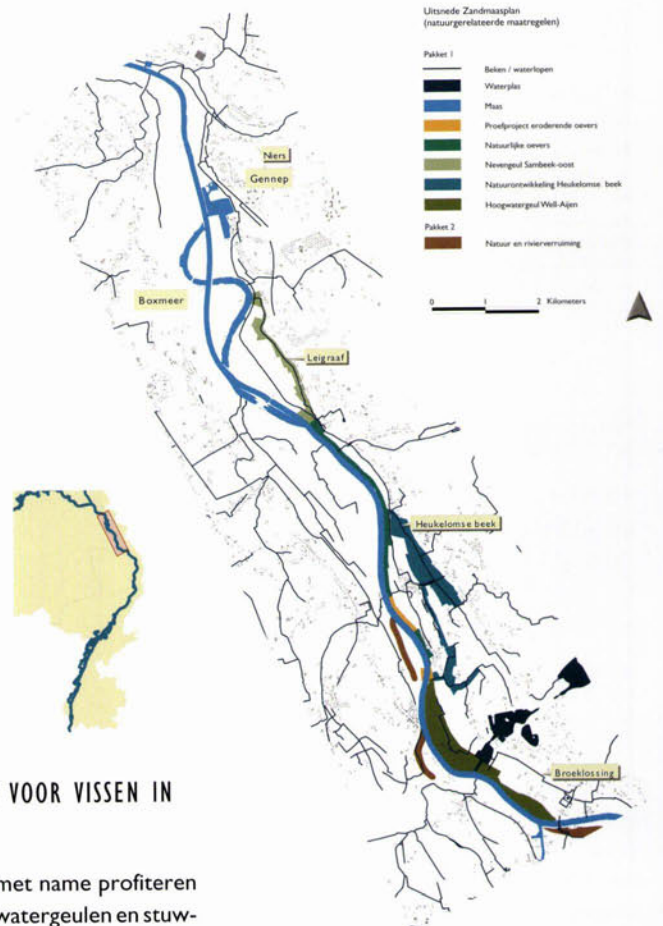 Uitsnede Zandmaasplan
(natuurgerelateerde maatregelen)
Pakket 1
Beken / waterlopen
Waterplas
Maas
Proefproject eroderende oevers
Natuurlijke oevers
Nevengeul Sambeek-oost
Natuurontwikkeling Heukelomse beek
Hoogwatergeul Well-Aijen
Pakket 2
Natuur en rivierverruiming
0 1 2 Kilometers
Niers
Gennep
Boxmeer
Leigraaf
Heukelomse beek
Broeklossing
VOOR VISSEN IN
met name profiteren
watergeulen en stuw-